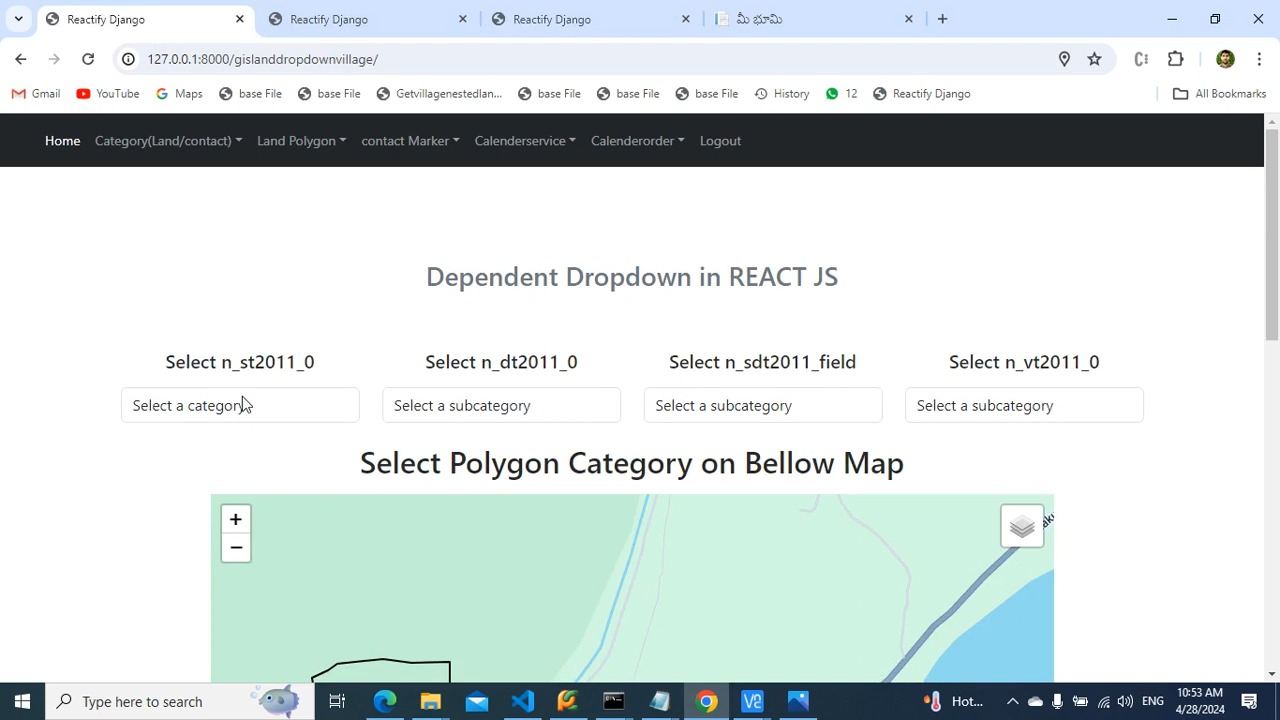 Reactify Django
Reactify Django
Reactify Django
మీ భూమి
127.0.0.1:8000/gislanddropdownvillage/
Gmail
YouTube
Maps
base File
base File
Getvillagenestedlan...
base File
base File
base File
History
12
Reactify Django
All Bookmarks
Home
Category(Land/contact)
Land Polygon
contact Marker
Calenderservice
Calenderorder
Logout
Dependent Dropdown in REACT JS
Select n_st2011_0
Select n_dt2011_0
Select n_sdt2011_field
Select n_vt2011_0
Select a category
Select a subcategory
Select a subcategory
Select a subcategory
Select Polygon Category on Bellow Map
+
−
Type here to search
Hot...
ENG
10:53 AM
4/28/2024